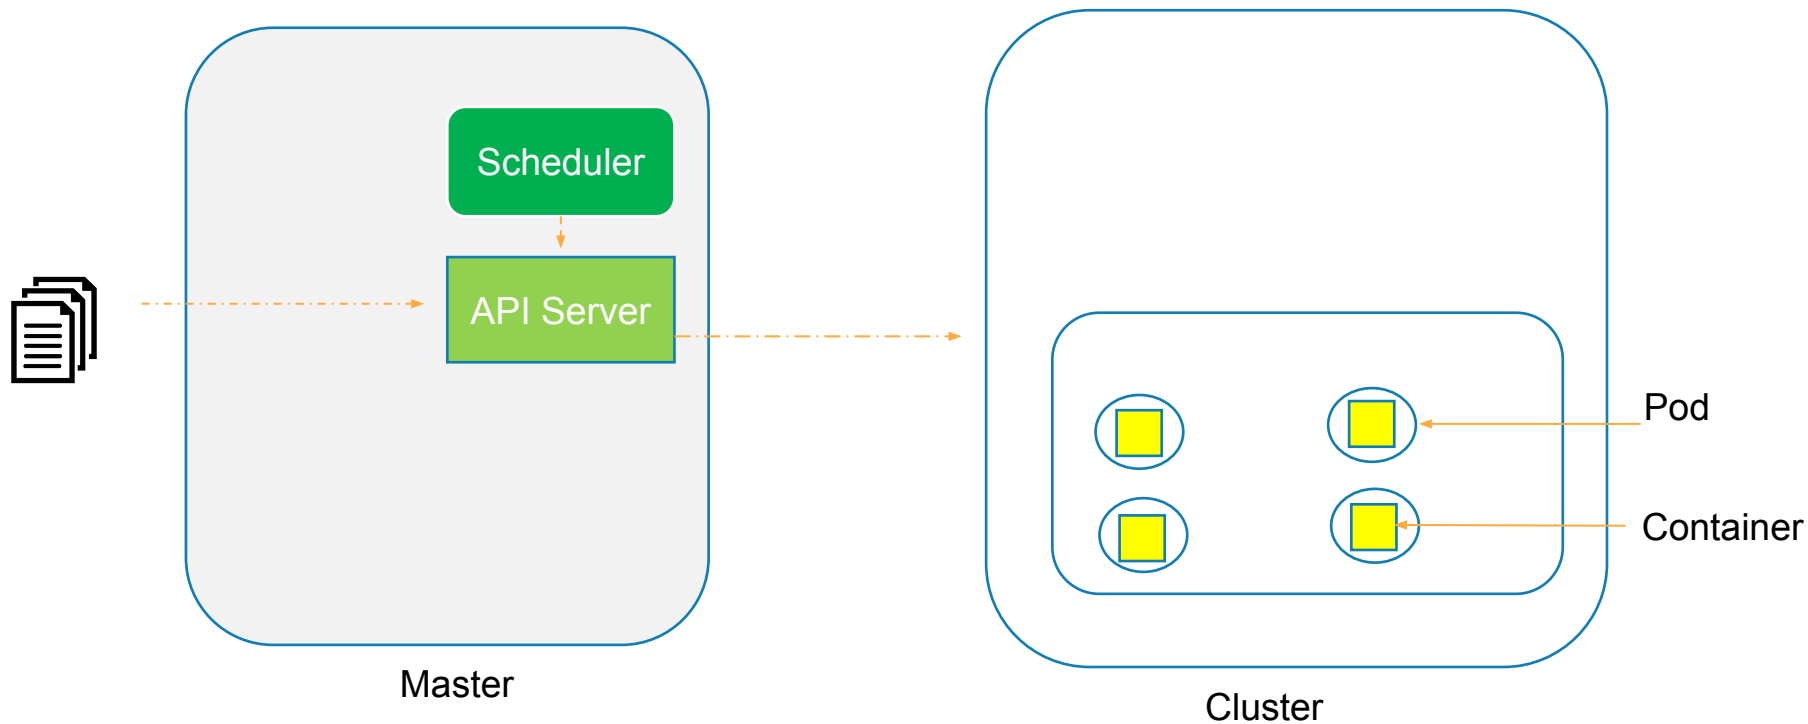 Scheduler
API Server
Pod
Container
Master
Cluster